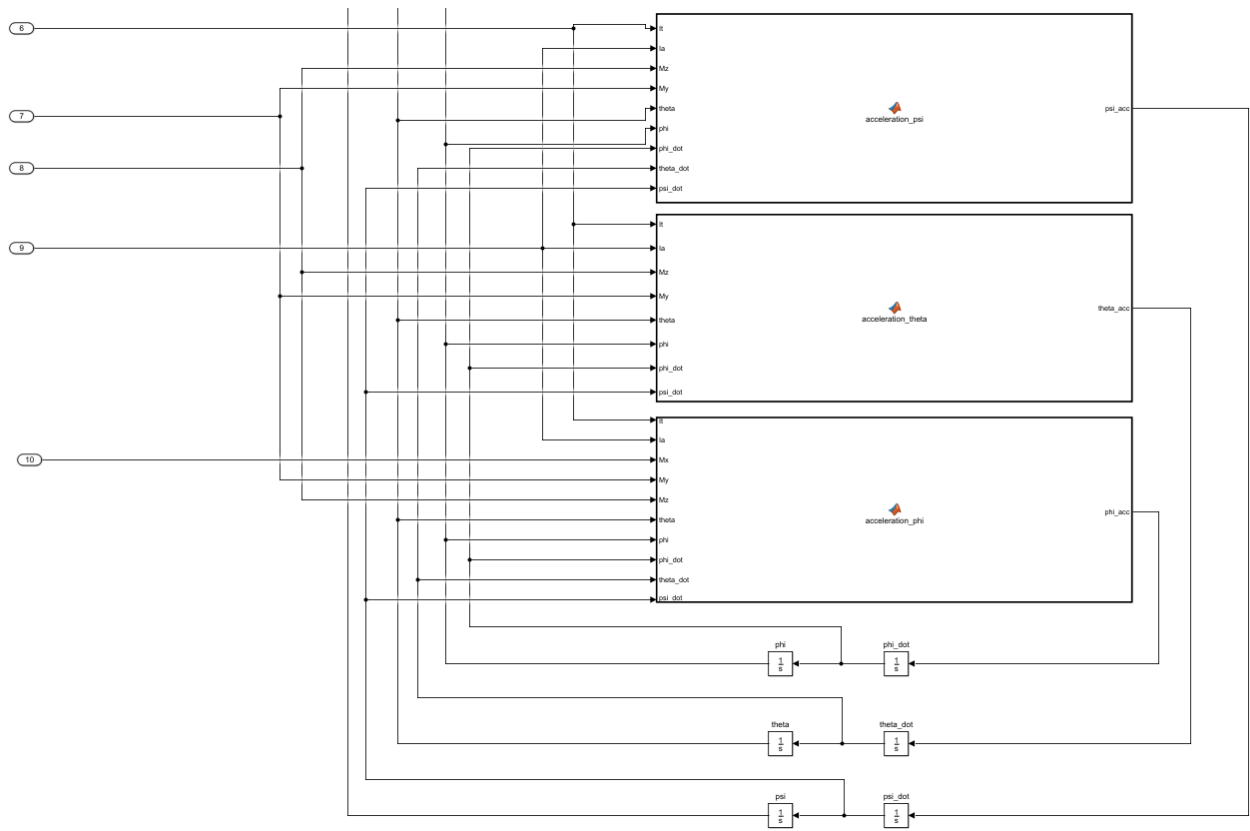 6
7
8
9
10
It
Ia
Mz
My
theta
phi
phi_dot
theta_dot
psi_dot
acceleration_psi
psi_acc
It
Ia
Mz
My
theta
phi
phi_dot
psi_dot
acceleration_theta
theta_acc
It
Ia
Mx
My
Mz
theta
phi
phi_dot
theta_dot
psi_dot
acceleration_phi
phi_acc
phi
1
s
phi_dot
1
s
theta
1
s
theta_dot
1
s
psi
1
s
psi_dot
1
s